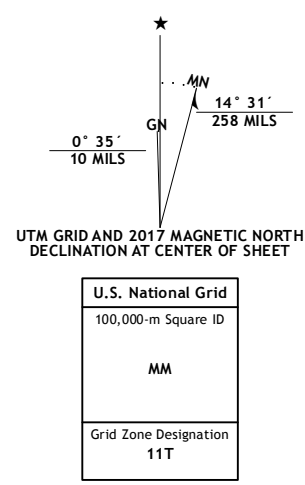 ★
MN
GN
14° 31´
258 MILS
0° 35´
10 MILS
UTM GRID AND 2017 MAGNETIC NORTH
DECLINATION AT CENTER OF SHEET
U.S. National Grid
100,000-m Square ID
MM
Grid Zone Designation
11T